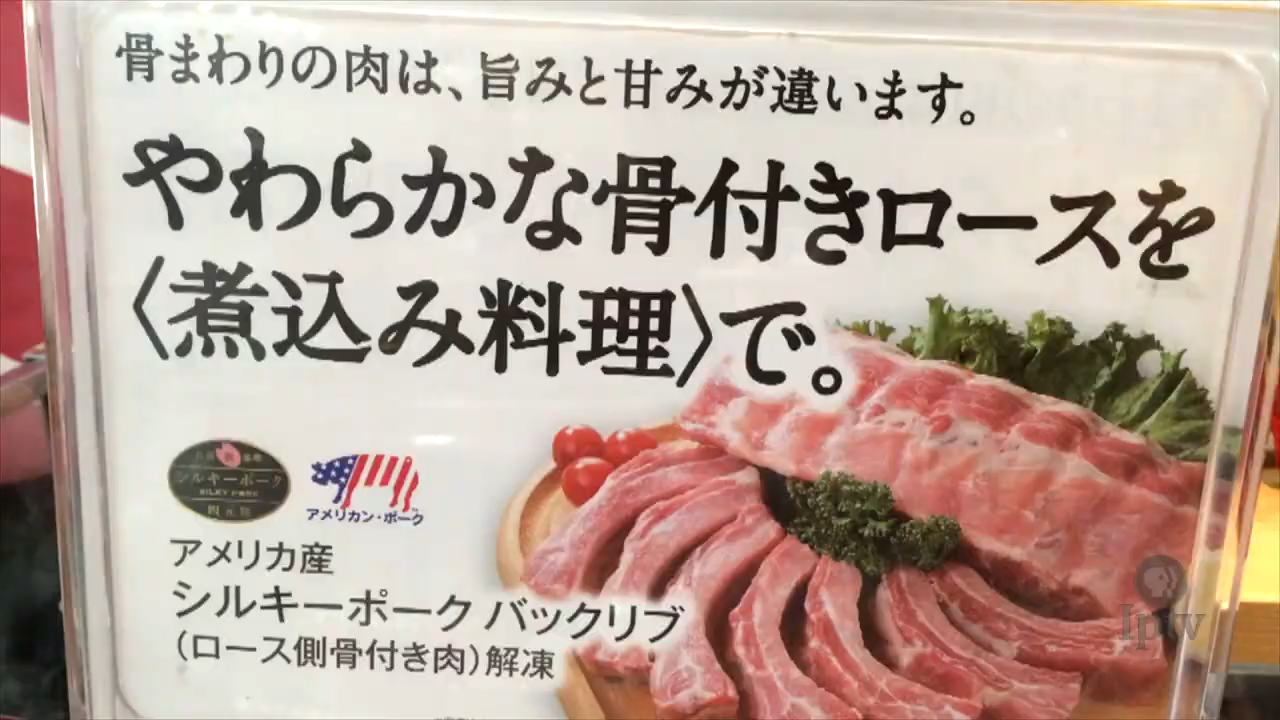 骨まわりの肉は、旨みと甘みが違います。
やわらかな骨付きロースを
〈煮込み料理〉で。
シルキーポーク
SILKY PORK
アメリカン・ポーク
アメリカ産
シルキーポーク バックリブ
（ロース側骨付き肉）解凍
iptv